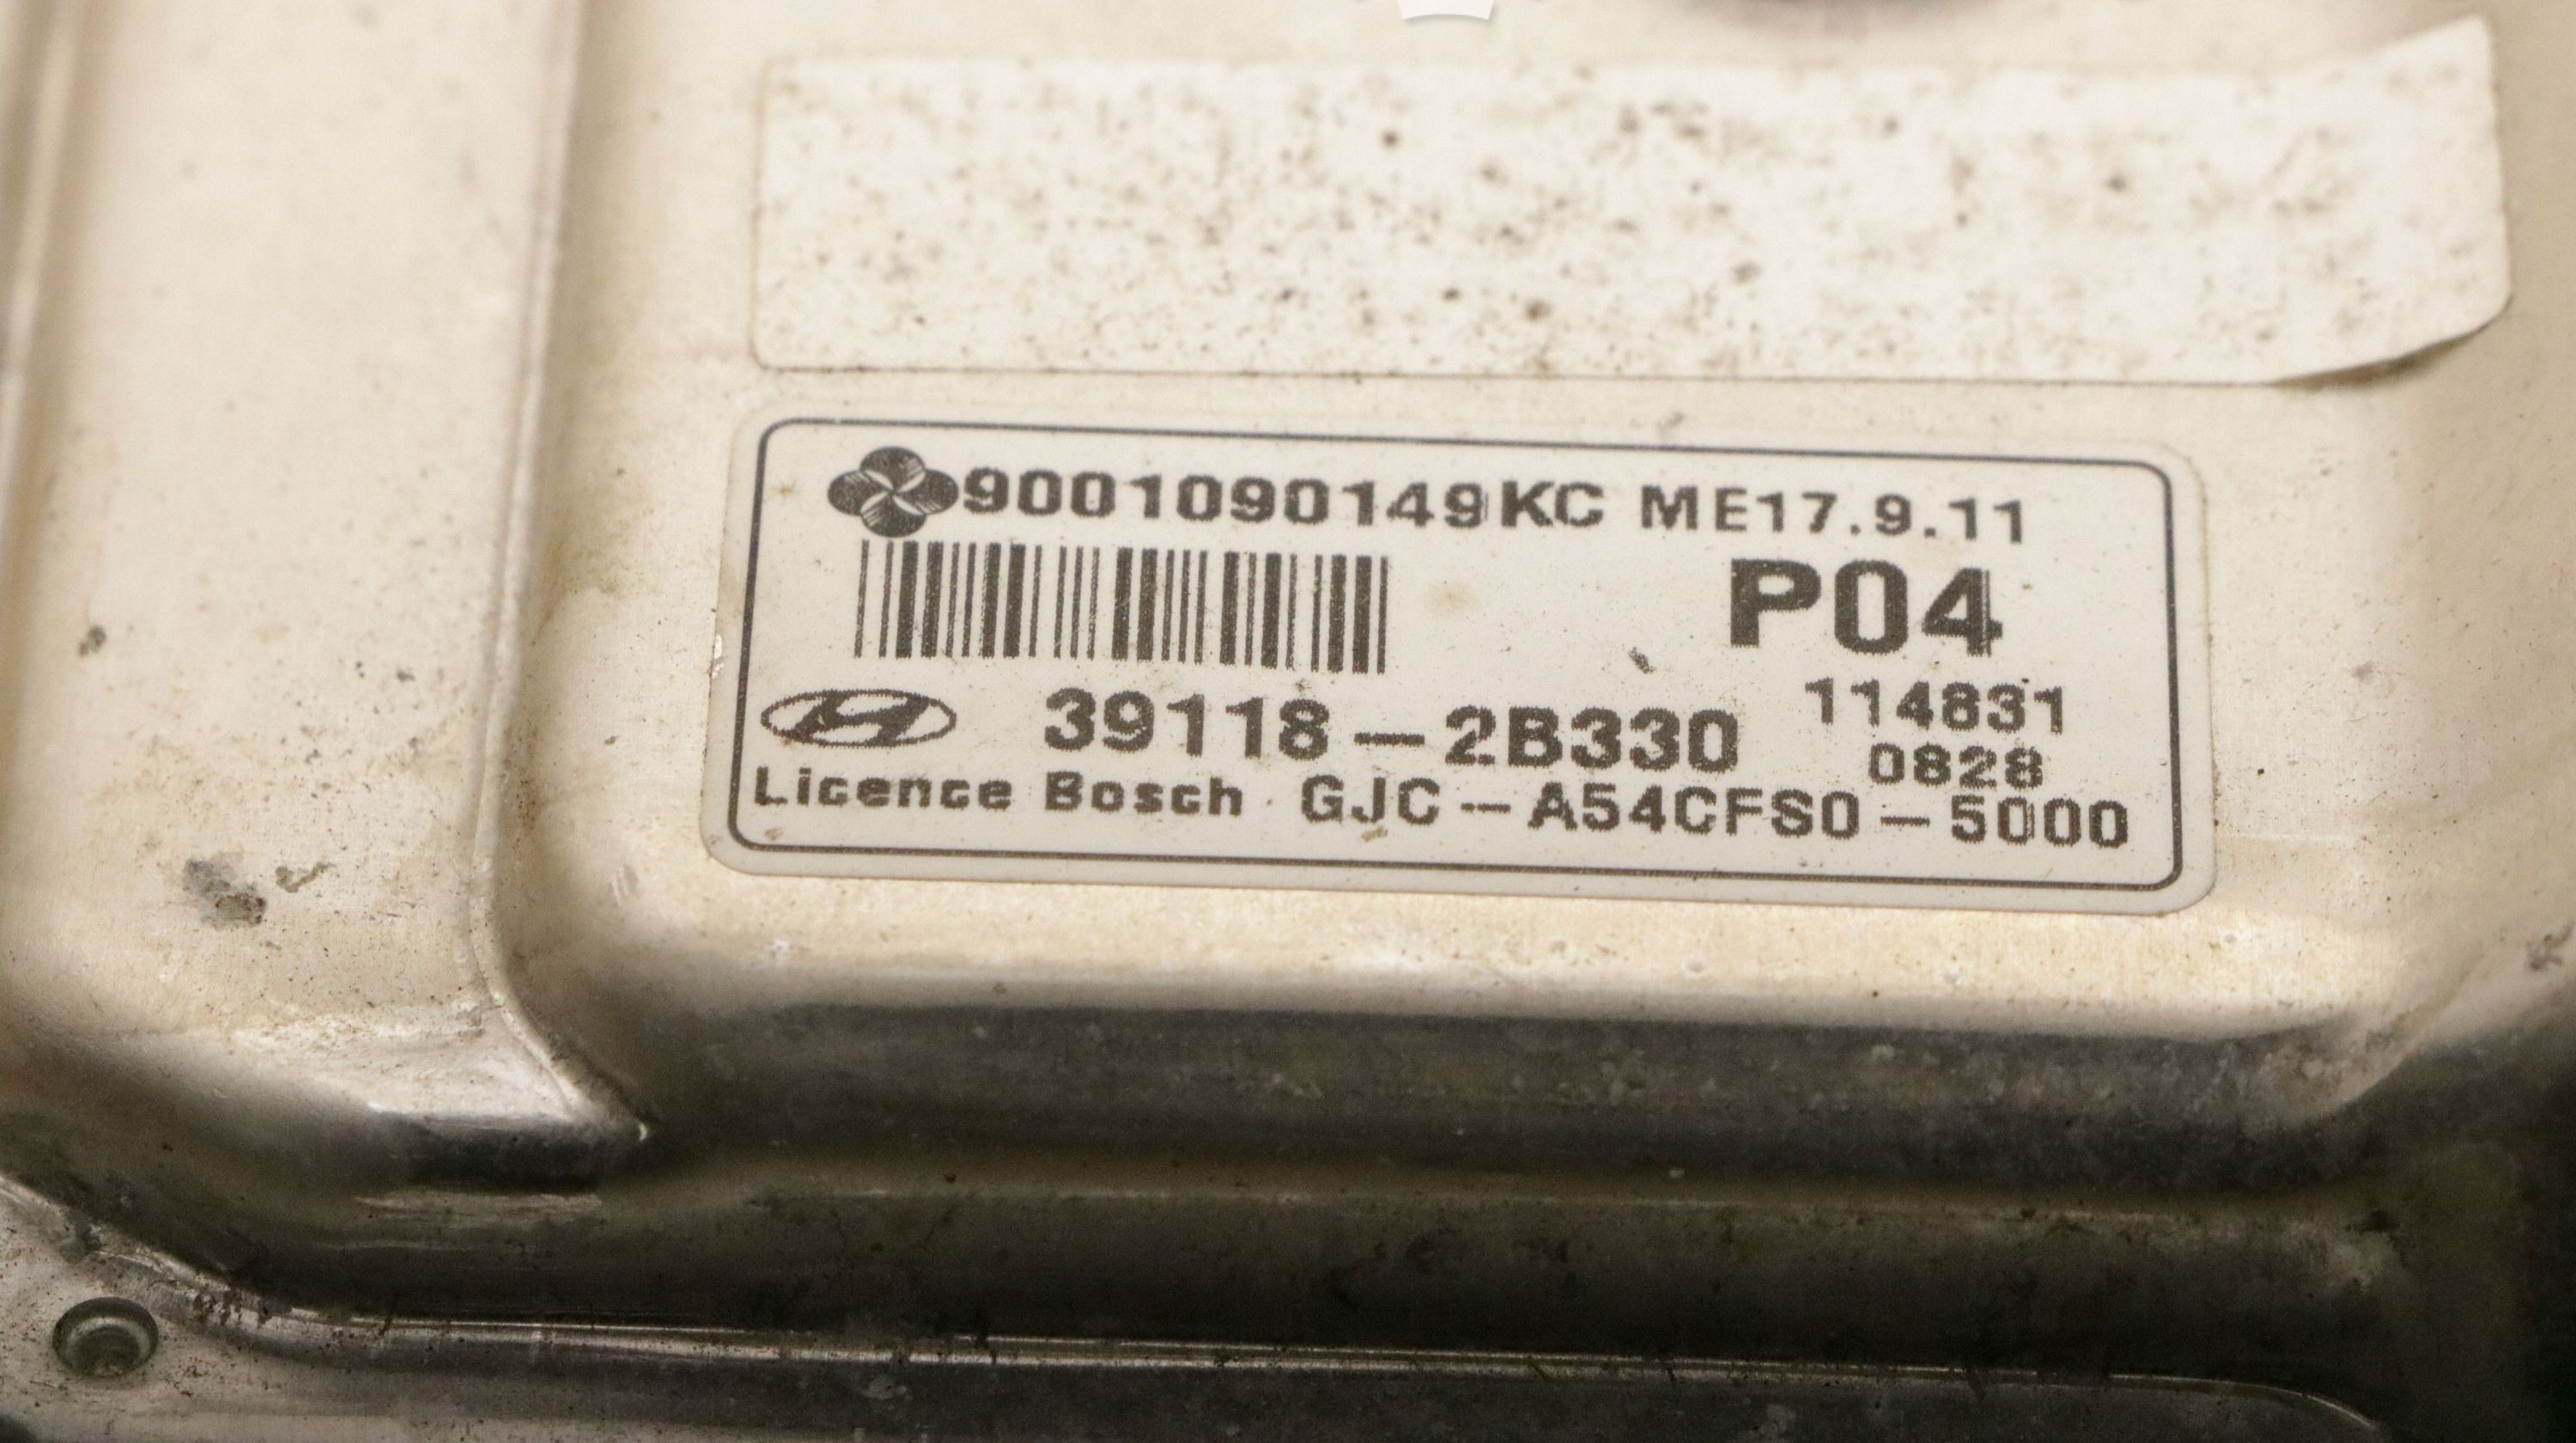 9001090149KC ME17.9.11
P04
39118-2B330 114831
0828
Licence Bosch GJC-A54CFS0-5000